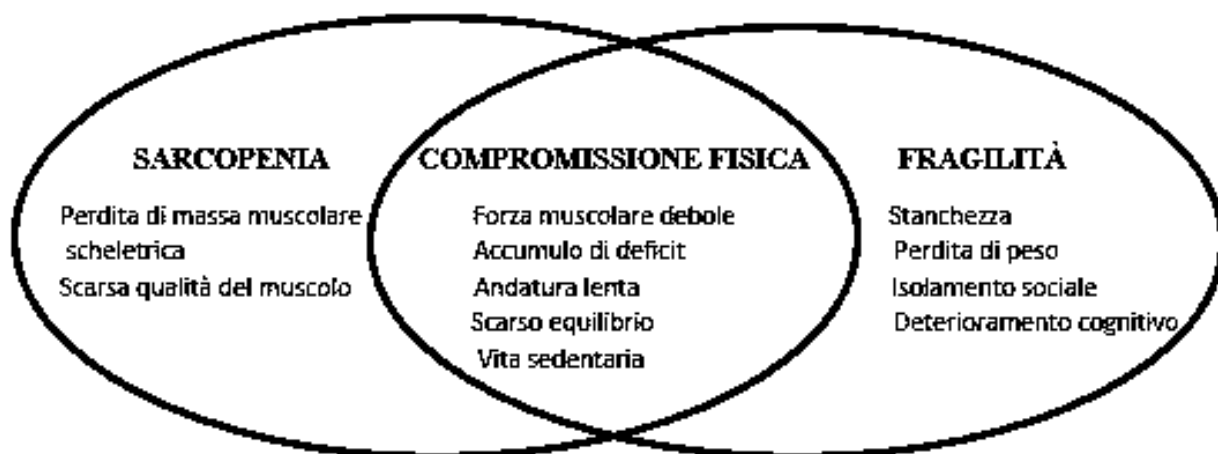 SARCOPENIA
Perdita di massa muscolare
scheletrica
Scarsa qualità del muscolo
COMPROMISSIONE FISICA
Forza muscolare debole
Accumulo di deficit
Andatura lenta
Scarso equilibrio
Vita sedentaria
FRAGILITÀ
Stanchezza
Perdita di peso
Isolamento sociale
Deterioramento cognitivo